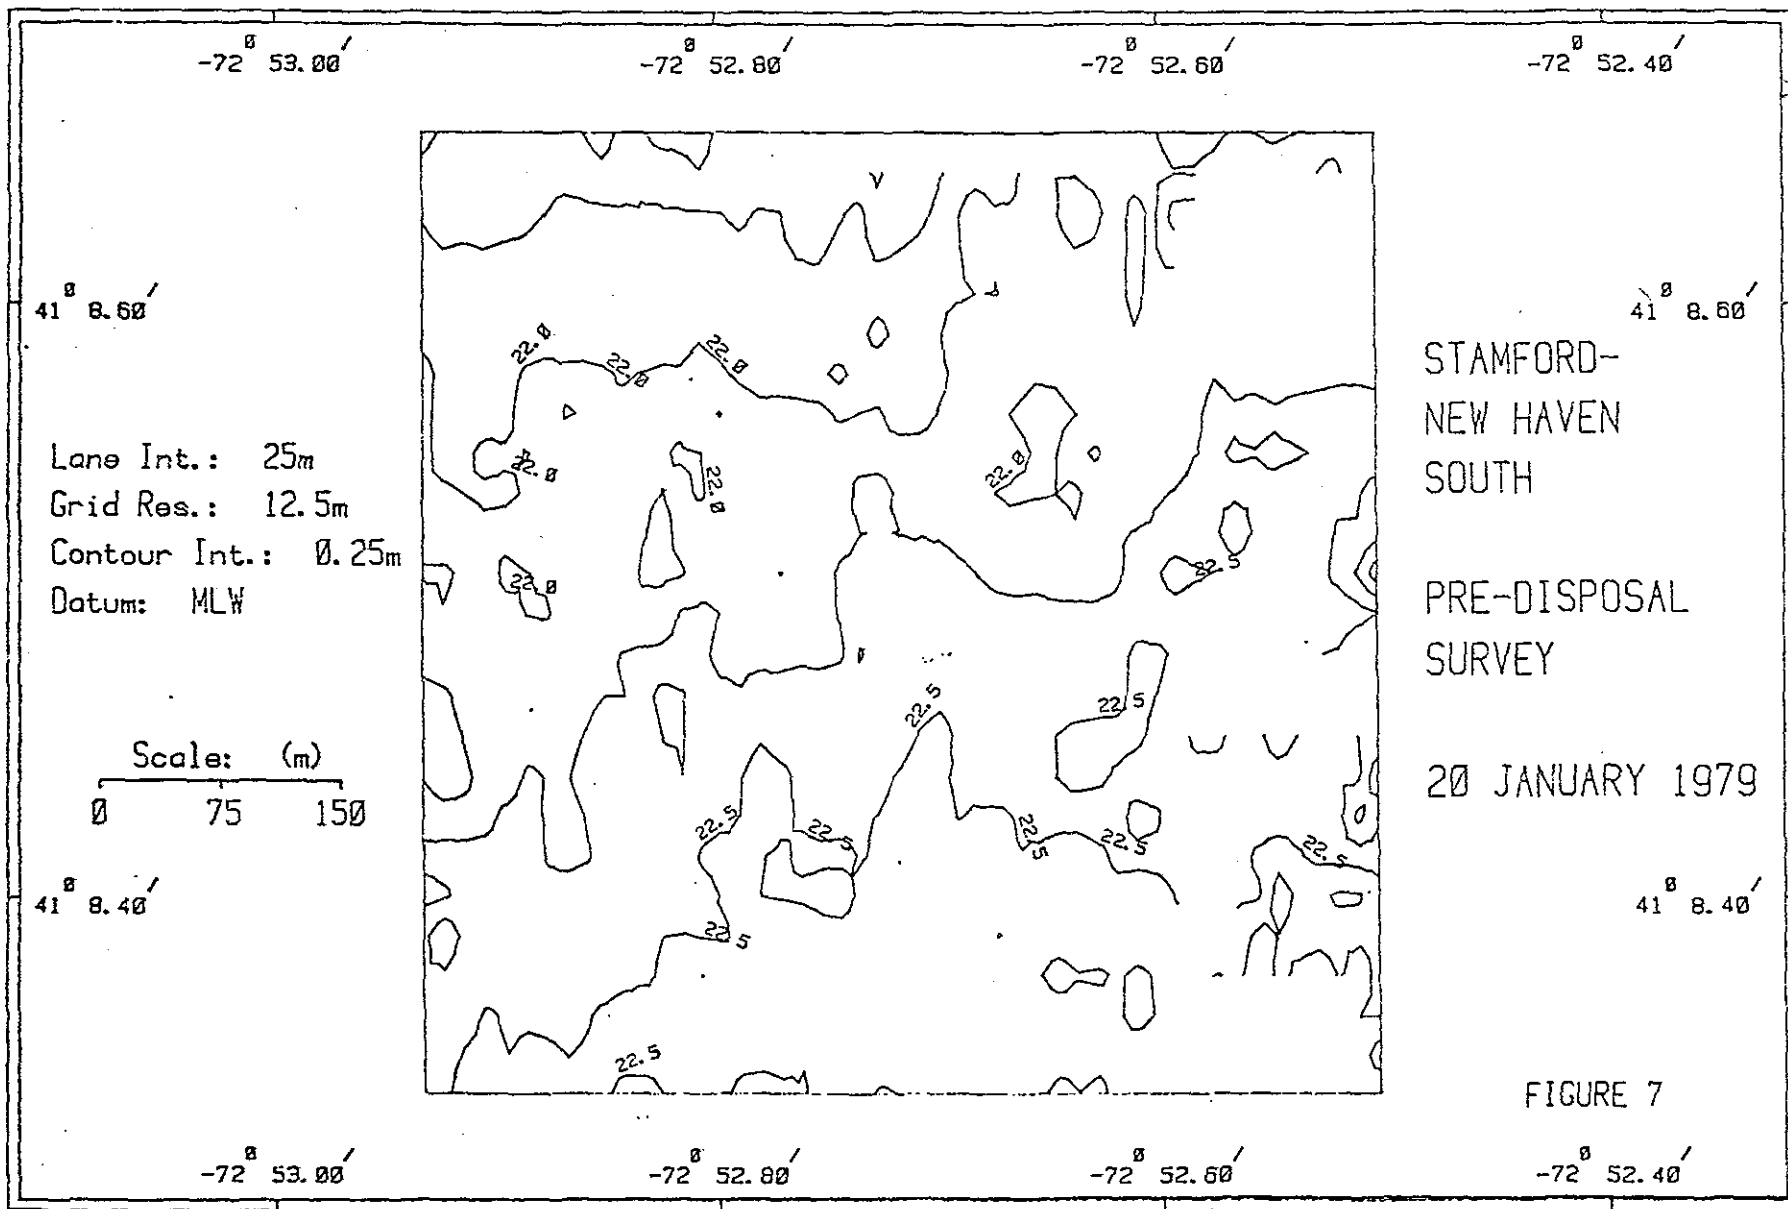 -72° 53.00′ -72° 52.80′ -72° 52.60′ -72° 52.40′
41° 8.60′ 41° 8.60′
STAMFORD-
NEW HAVEN
SOUTH
PRE-DISPOSAL
SURVEY
20 JANUARY 1979
Lane Int.: 25m
Grid Res.: 12.5m
Contour Int.: 0.25m
Datum: MLW
Scale: (m)
0 75 150
22.0
22.0
22.0
22.0
22.0
22.0
22.0
22.5
22.5
22.5
22.5
22.5
22.5
22.5
22.5
22.5
22.5
41° 8.40′ 41° 8.40′
FIGURE 7
-72° 53.00′ -72° 52.80′ -72° 52.60′ -72° 52.40′